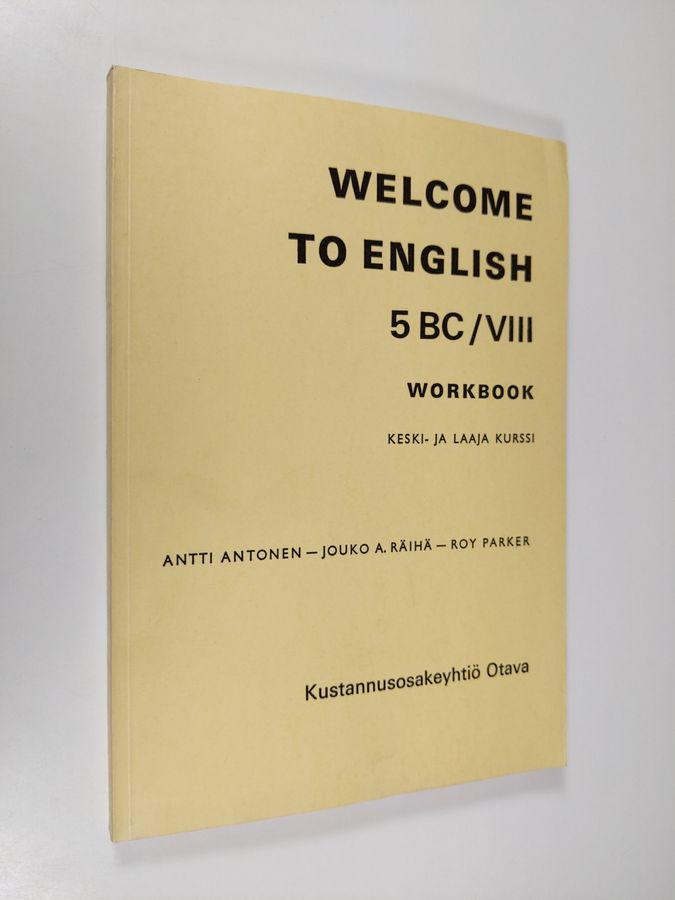 WELCOME
TO ENGLISH
5 BC/VIII
WORKBOOK
KESKI- JA LAAJA KURSSI
ANTTI ANTONEN — JOUKO A. RÄIHÄ — ROY PARKER
Kustannusosakeyhtiö Otava